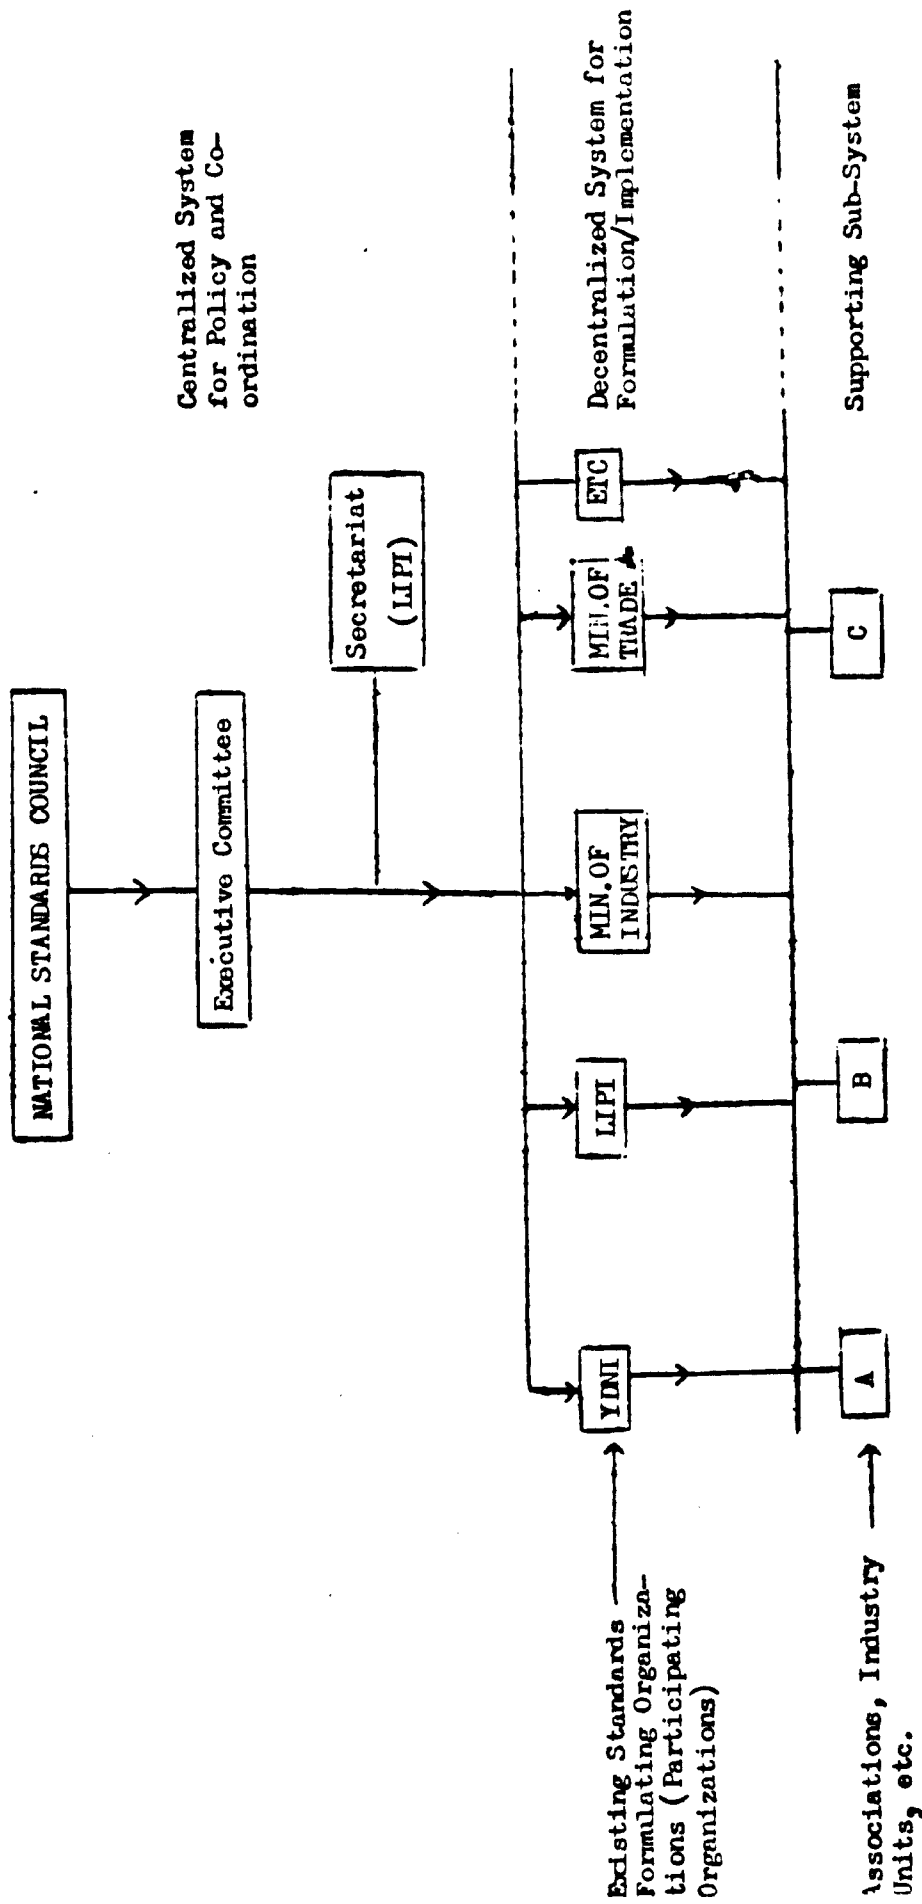 NATIONAL STANDARDS COUNCIL
Executive Committee
Centralized System
for Policy and Co-
ordination
Secretariat
(LIPI)
Existing Standards
Formulating Organiza-
tions (Participating
Organizations)
YDNI
LIPI
MIN. OF
INDUSTRY
MIN. OF
TRADE
ETC
Decentralized System for
Formulation/Implementation
Associations, Industry
Units, etc.
A
B
C
Supporting Sub-System